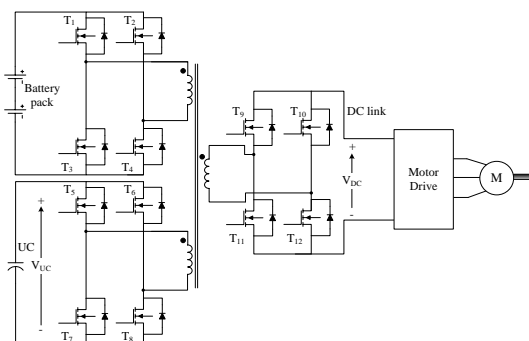 T1
T2
Battery
pack
T3
T4
T5
T6
UC
+
VUC
-
T7
T8
T9
T10
DC link
+
VDC
-
T11
T12
Motor
Drive
M